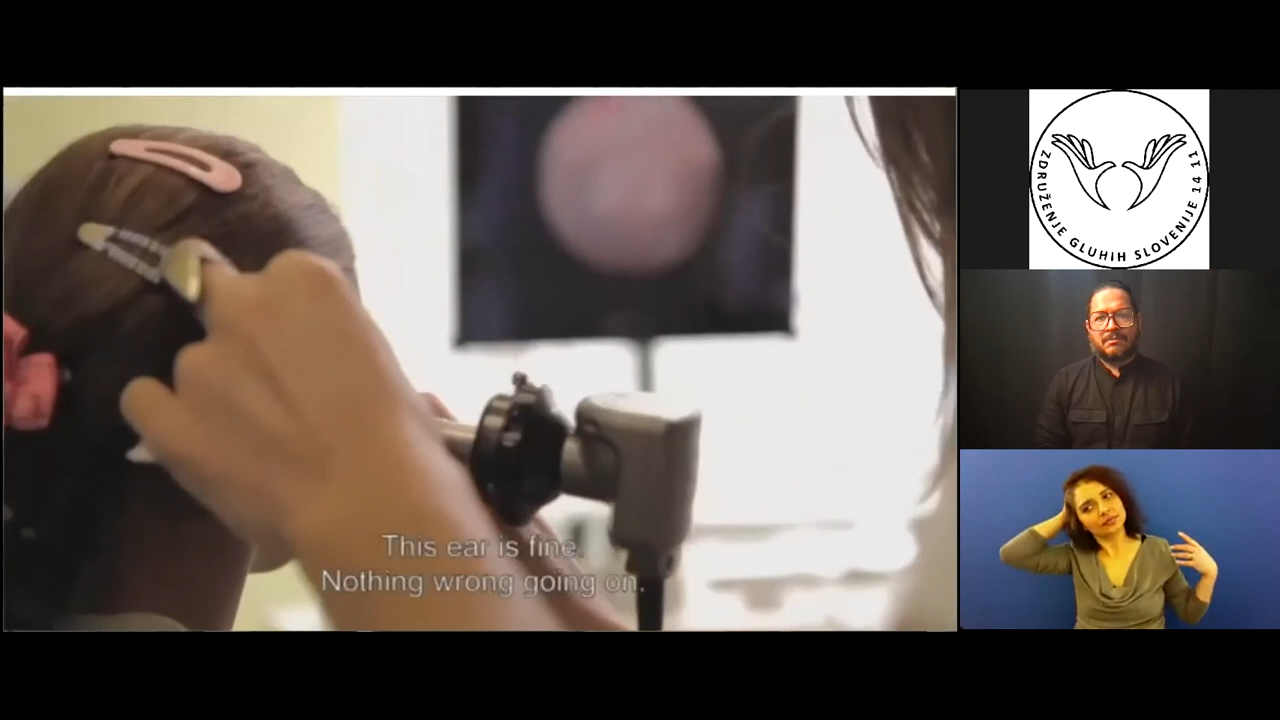 This ear is fine.
Nothing wrong going on.
ZDRUŽENJE GLUHIH SLOVENIJE 14 11